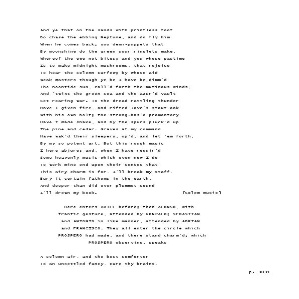 And ye that on the sands with printless foot
Do chase the ebbing Neptune, and do fly him
When he comes back; you demi-puppets that
By moonshine do the green sour ringlets make,
Whereof the ewe not bites; and you whose pastime
Is to make midnight mushrooms, that rejoice
To hear the solemn curfew; by whose aid
Weak masters though ye be I have be dimm'd
The noontide sun, call'd forth the mutinous winds,
And 'twixt the green sea and the azur'd vault
Set roaring war. To the dread rattling thunder
Have I given fire, and rifted Jove's stout oak
With his own bolt; the strong-bas'd promontory
Have I made shake, and by the spurs pluck'd up
The pine and cedar. Graves at my command
Have wak'd their sleepers, op'd, and let 'em forth,
By my so potent art. But this rough magic
I here abjure; and, when I have requir'd
Some heavenly music which even now I do
To work mine end upon their senses that
This airy charm is for, I'll break my staff,
Bury it certain fathoms in the earth,
And deeper than did ever plummet sound
I'll drown my book. [Solemn music]
Here enters ARIEL before; then ALONSO, with
frantic gesture, attended by GONZALO; SEBASTIAN
and ANTONIO in like manner, attended by ADRIAN
and FRANCISCO. They all enter the circle which
PROSPERO had made, and there stand charm'd; which
PROSPERO observing, speaks
A solemn air, and the best comforter
To an unsettled fancy, cure thy brains,